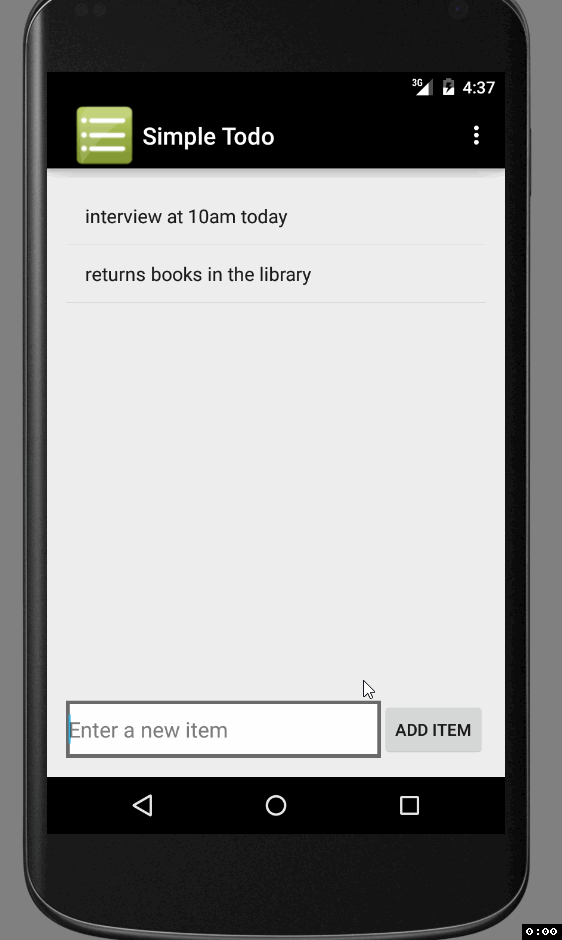 3G 4:37
Simple Todo
interview at 10am today
returns books in the library
Enter a new item
ADD ITEM
0:00